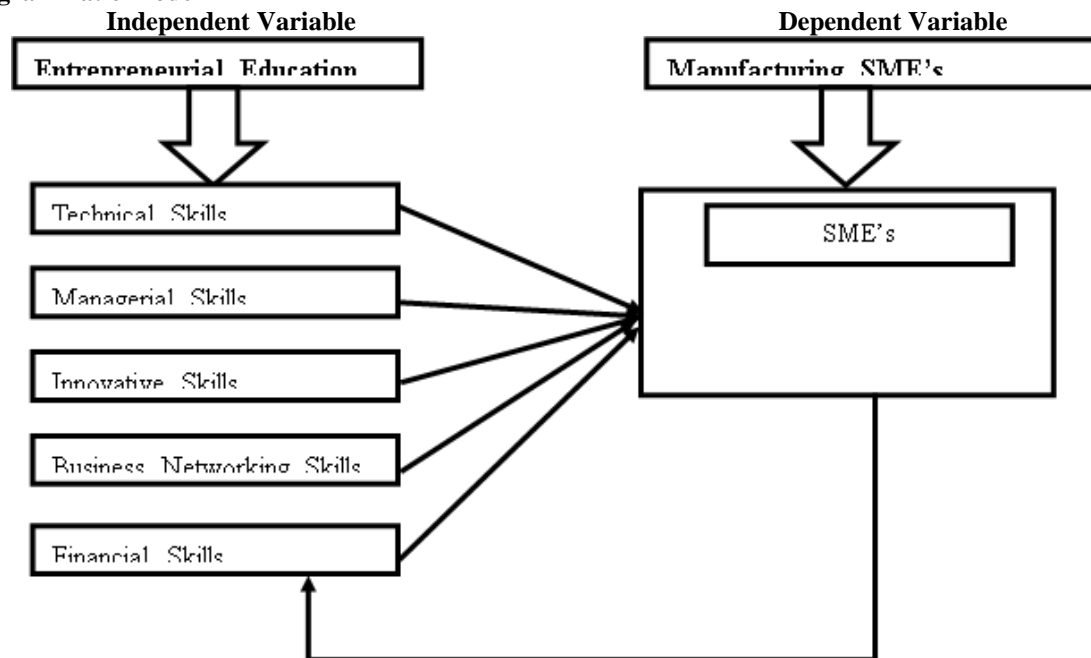 Independent Variable
Dependent Variable
Entrepreneurial Education
Manufacturing SME's
Technical Skills
SME's
Managerial Skills
Innovative Skills
Business Networking Skills
Financial Skills